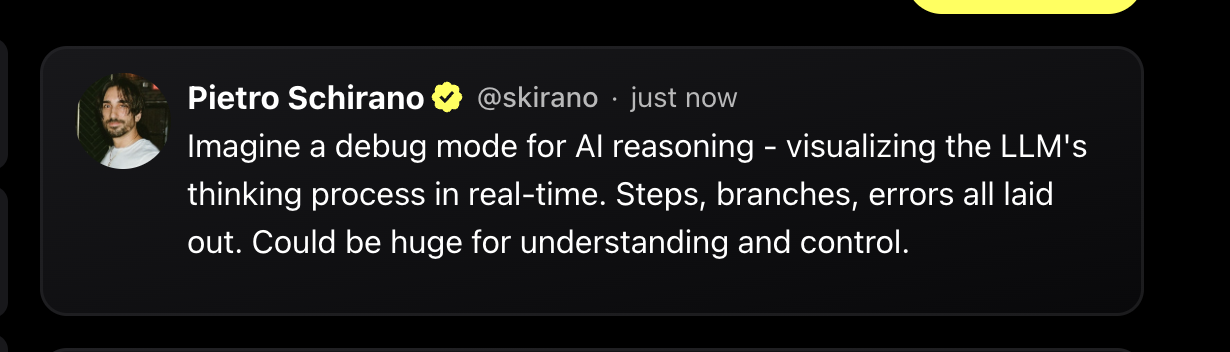 Pietro Schirano @skirano · just now
Imagine a debug mode for AI reasoning - visualizing the LLM's
thinking process in real-time. Steps, branches, errors all laid
out. Could be huge for understanding and control.